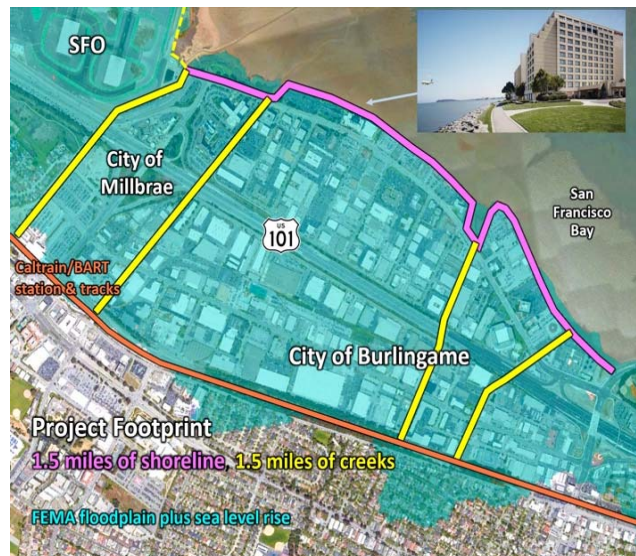 SFO
City of
Millbrae
San
Francisco
Bay
US
101
Caltrain/BART
station & tracks
City of Burlingame
Project Footprint
1.5 miles of shoreline, 1.5 miles of creeks
FEMA floodplain plus sea level rise